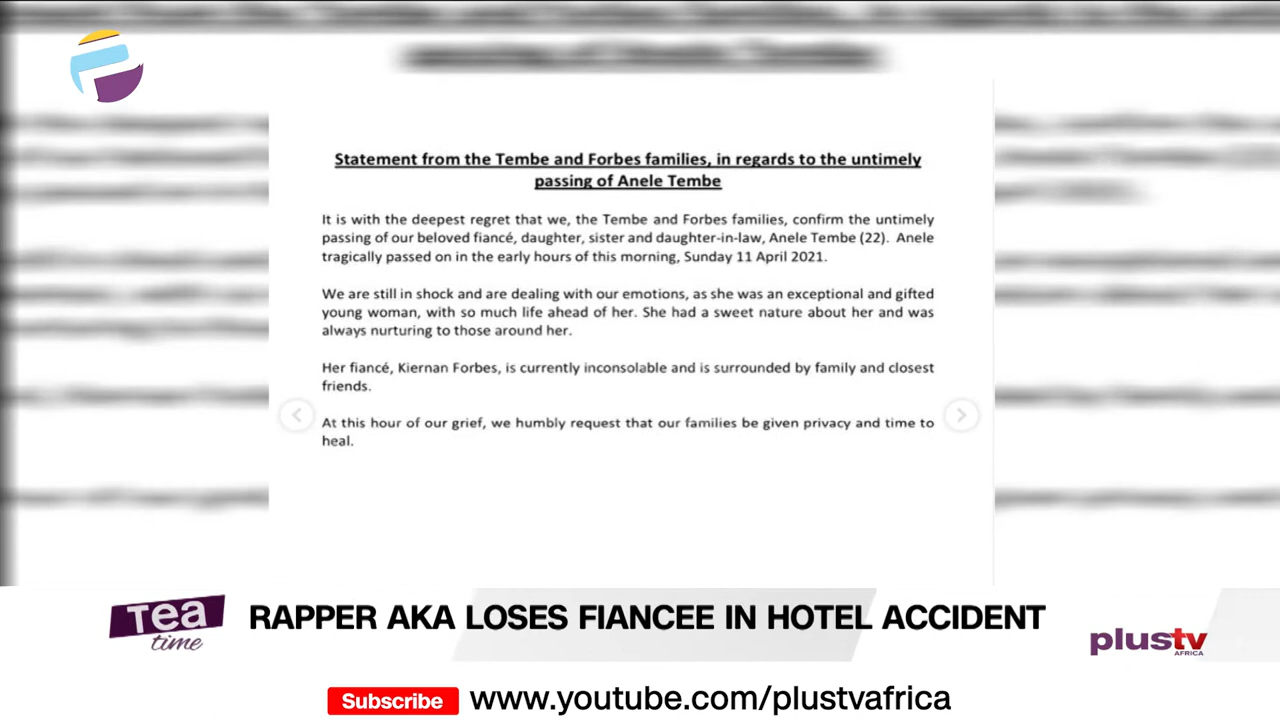 Statement from the Tembe and Forbes families, in regards to the untimely
passing of Anele Tembe
It is with the deepest regret that we, the Tembe and Forbes families, confirm the untimely
passing of our beloved fiancé, daughter, sister and daughter-in-law, Anele Tembe (22). Anele
tragically passed on in the early hours of this morning, Sunday 11 April 2021.
We are still in shock and are dealing with our emotions, as she was an exceptional and gifted
young woman, with so much life ahead of her. She had a sweet nature about her and was
always nurturing to those around her.
Her fiancé, Kiernan Forbes, is currently inconsolable and is surrounded by family and closest
friends.
At this hour of our grief, we humbly request that our families be given privacy and time to
heal.
Tea
time
RAPPER AKA LOSES FIANCEE IN HOTEL ACCIDENT
plustv
AFRICA
Subscribe www.youtube.com/plustvafrica